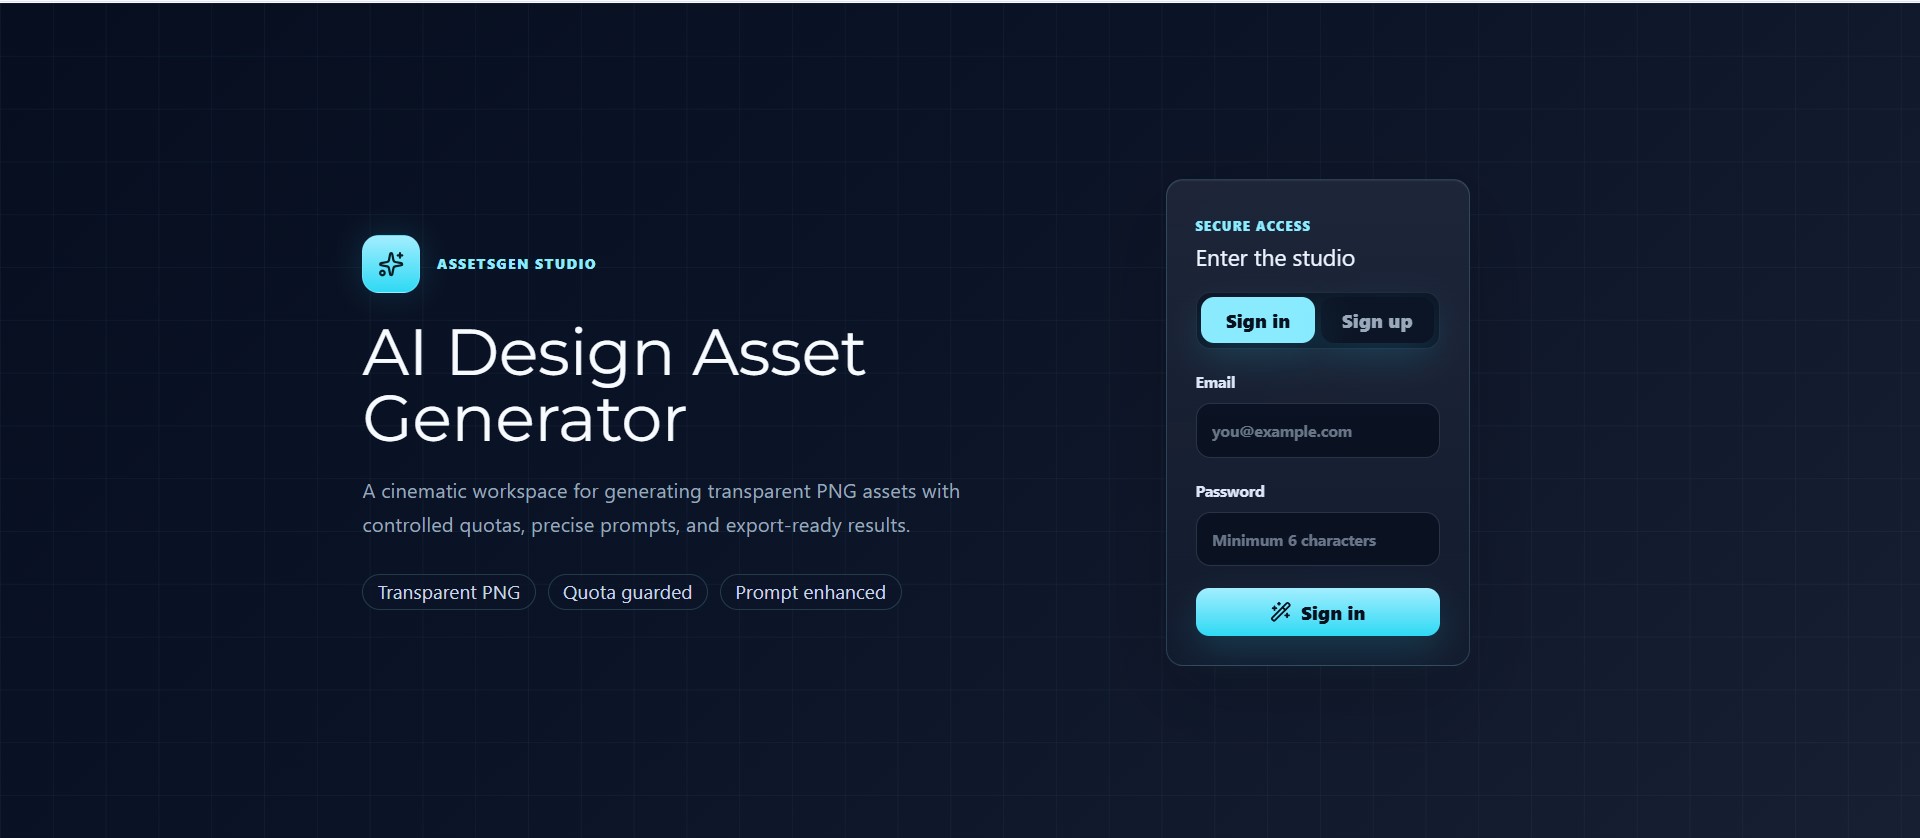 ASSETSGEN STUDIO
AI Design Asset
Generator
A cinematic workspace for generating transparent PNG assets with
controlled quotas, precise prompts, and export-ready results.
Transparent PNG
Quota guarded
Prompt enhanced
SECURE ACCESS
Enter the studio
Sign in
Sign up
Email
you@example.com
Password
Minimum 6 characters
Sign in